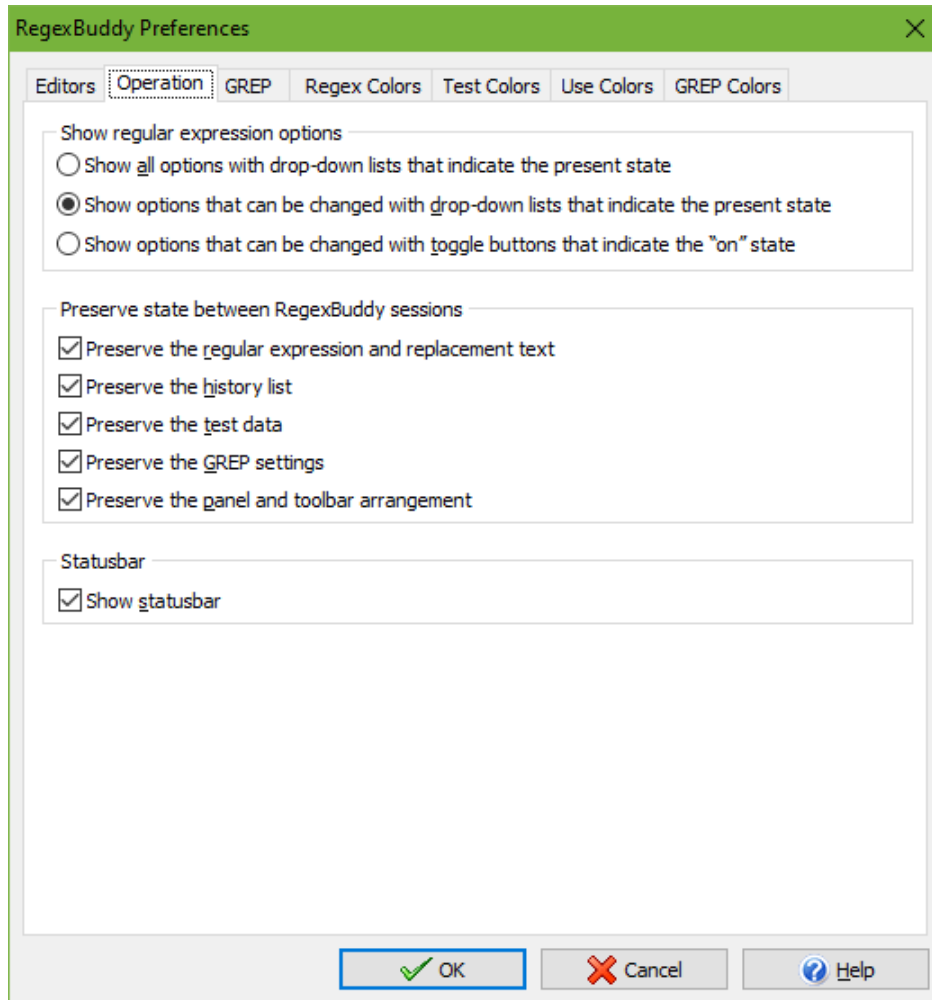 RegexBuddy Preferences
Editors Operation GREP Regex Colors Test Colors Use Colors GREP Colors
Show regular expression options
Show all options with drop-down lists that indicate the present state
Show options that can be changed with drop-down lists that indicate the present state
Show options that can be changed with toggle buttons that indicate the "on" state
Preserve state between RegexBuddy sessions
Preserve the regular expression and replacement text
Preserve the history list
Preserve the test data
Preserve the GREP settings
Preserve the panel and toolbar arrangement
Statusbar
Show statusbar
OK Cancel Help